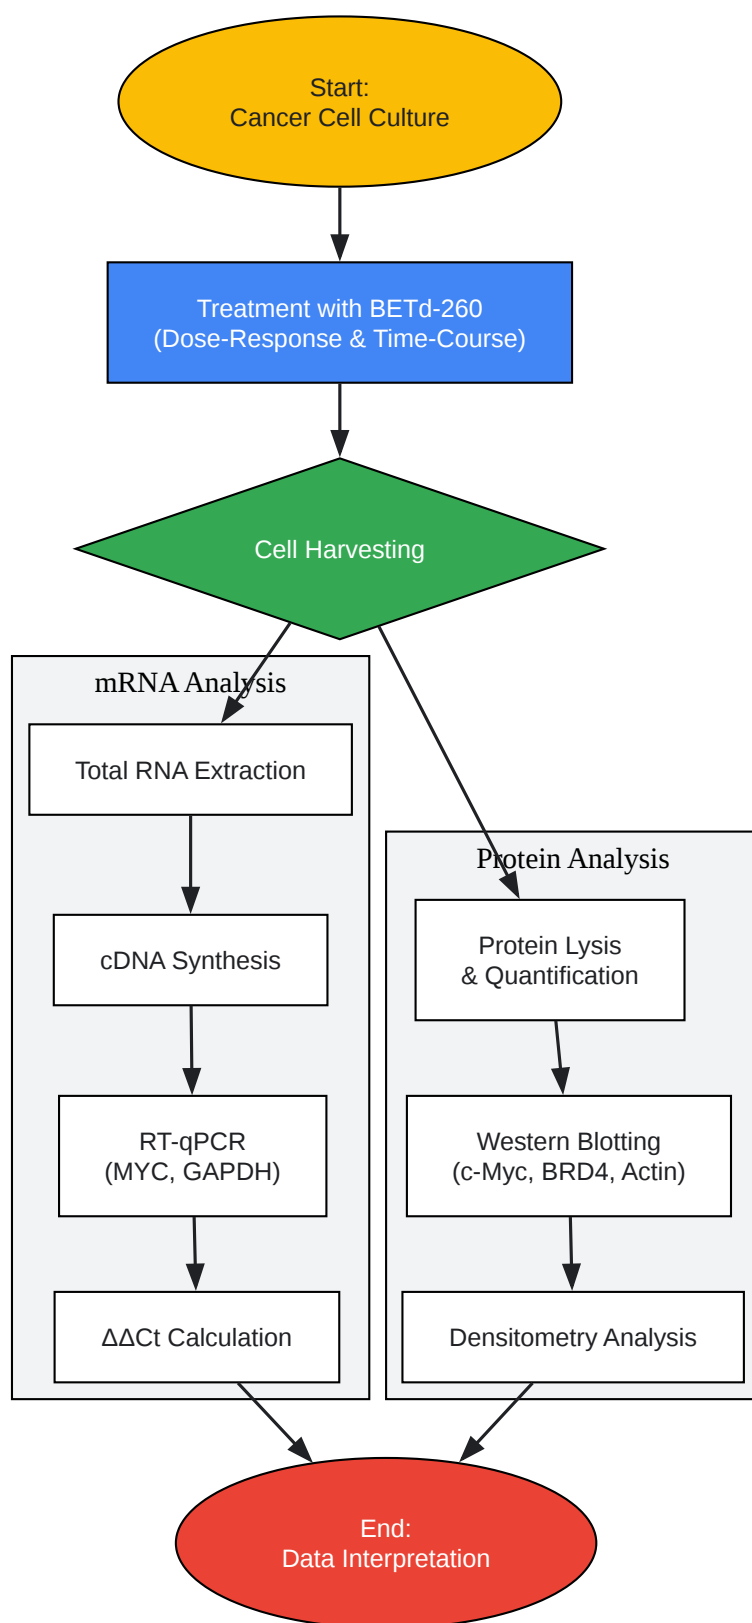 Start:
Cancer Cell Culture
Treatment with BETd-260
(Dose-Response & Time-Course)
Cell Harvesting
mRNA Analysis
Total RNA Extraction
cDNA Synthesis
RT-qPCR
(MYC, GAPDH)
ΔΔCt Calculation
Protein Analysis
Protein Lysis
& Quantification
Western Blotting
(c-Myc, BRD4, Actin)
Densitometry Analysis
End:
Data Interpretation